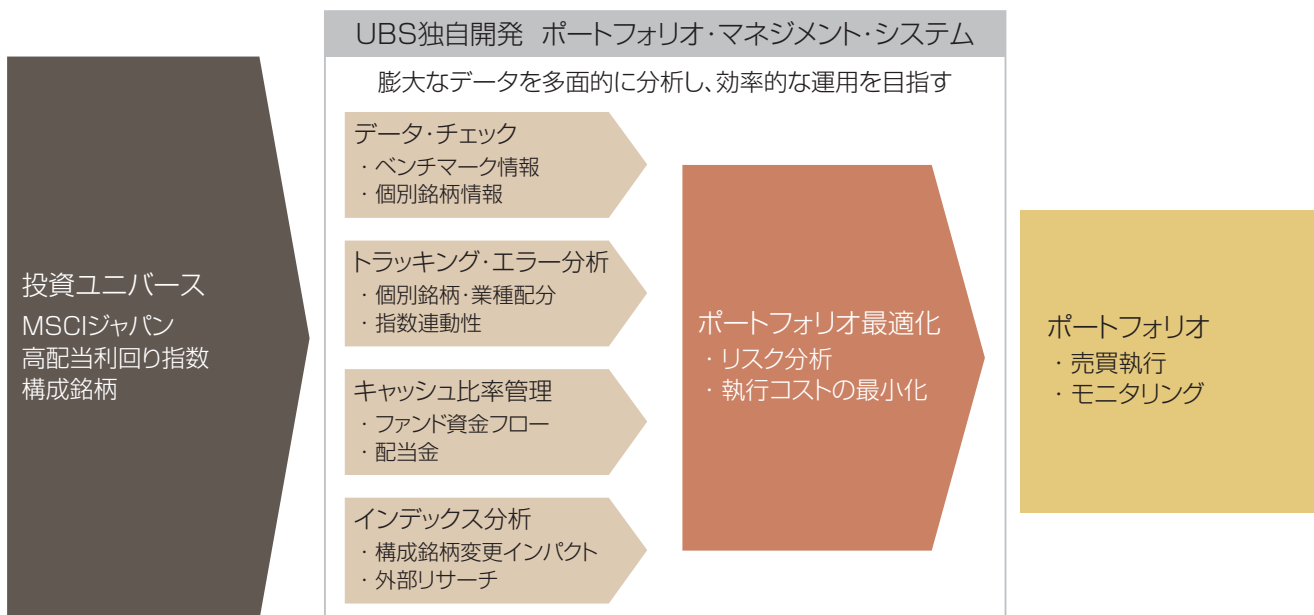 UBS独自開発 ポートフォリオ・マネジメント・システム
膨大なデータを多面的に分析し、効率的な運用を目指す
投資ユニバース
MSCIジャパン
高配当利回り指数
構成銘柄
データ・チェック
・ベンチマーク情報
・個別銘柄情報
トラッキング・エラー分析
・個別銘柄・業種配分
・指数連動性
キャッシュ比率管理
・ファンド資金フロー
・配当金
インデックス分析
・構成銘柄変更インパクト
・外部リサーチ
ポートフォリオ最適化
・リスク分析
・執行コストの最小化
ポートフォリオ
・売買執行
・モニタリング